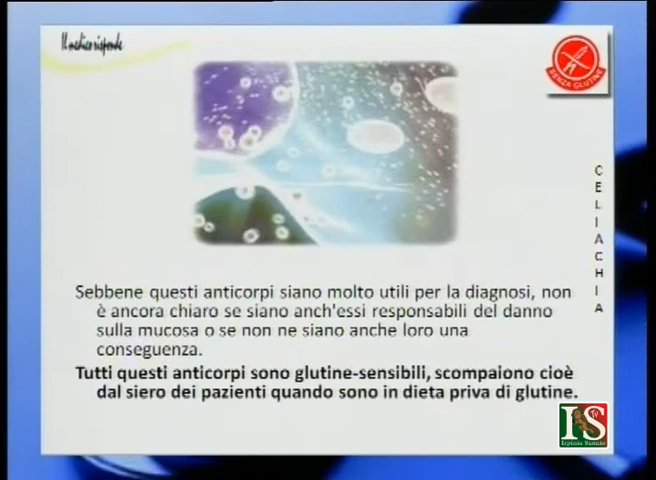 Il medico risponde
SENZA GLUTINE
CELIACHIA
Sebbene questi anticorpi siano molto utili per la diagnosi, non
è ancora chiaro se siano anch'essi responsabili del danno
sulla mucosa o se non ne siano anche loro una
conseguenza.
Tutti questi anticorpi sono glutine-sensibili, scompaiono cioè
dal siero dei pazienti quando sono in dieta priva di glutine.
IS TV